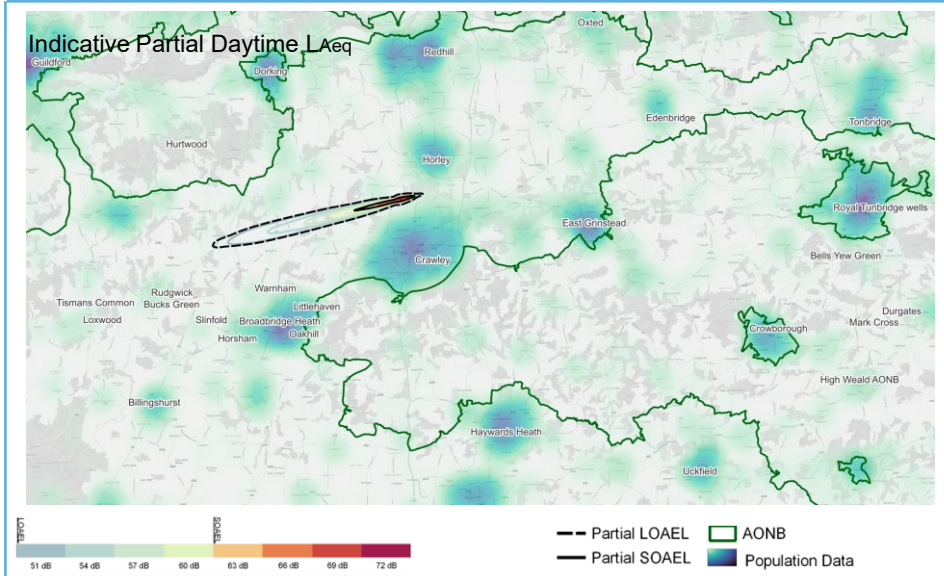 Indicative Partial Daytime LAeq
Oxted
Guildford
Redhill
Dorking
Edenbridge
Tonbridge
Hurtwood
Horley
Royal Tunbridge wells
East Grinstead
Bells Yew Green
Crawley
Warnham
Rudgwick
Tismans Common
Bucks Green
Littlehaven
Durgates
Loxwood
Slinfold
Broadbridge Heath
Mark Cross
Oakhill
Crowborough
Horsham
High Weald AONB
Billingshurst
Haywards Heath
Uckfield
LOAEL
SOAEL
51 dB
54 dB
57 dB
60 dB
63 dB
66 dB
69 dB
72 dB
Partial LOAEL
AONB
Partial SOAEL
Population Data